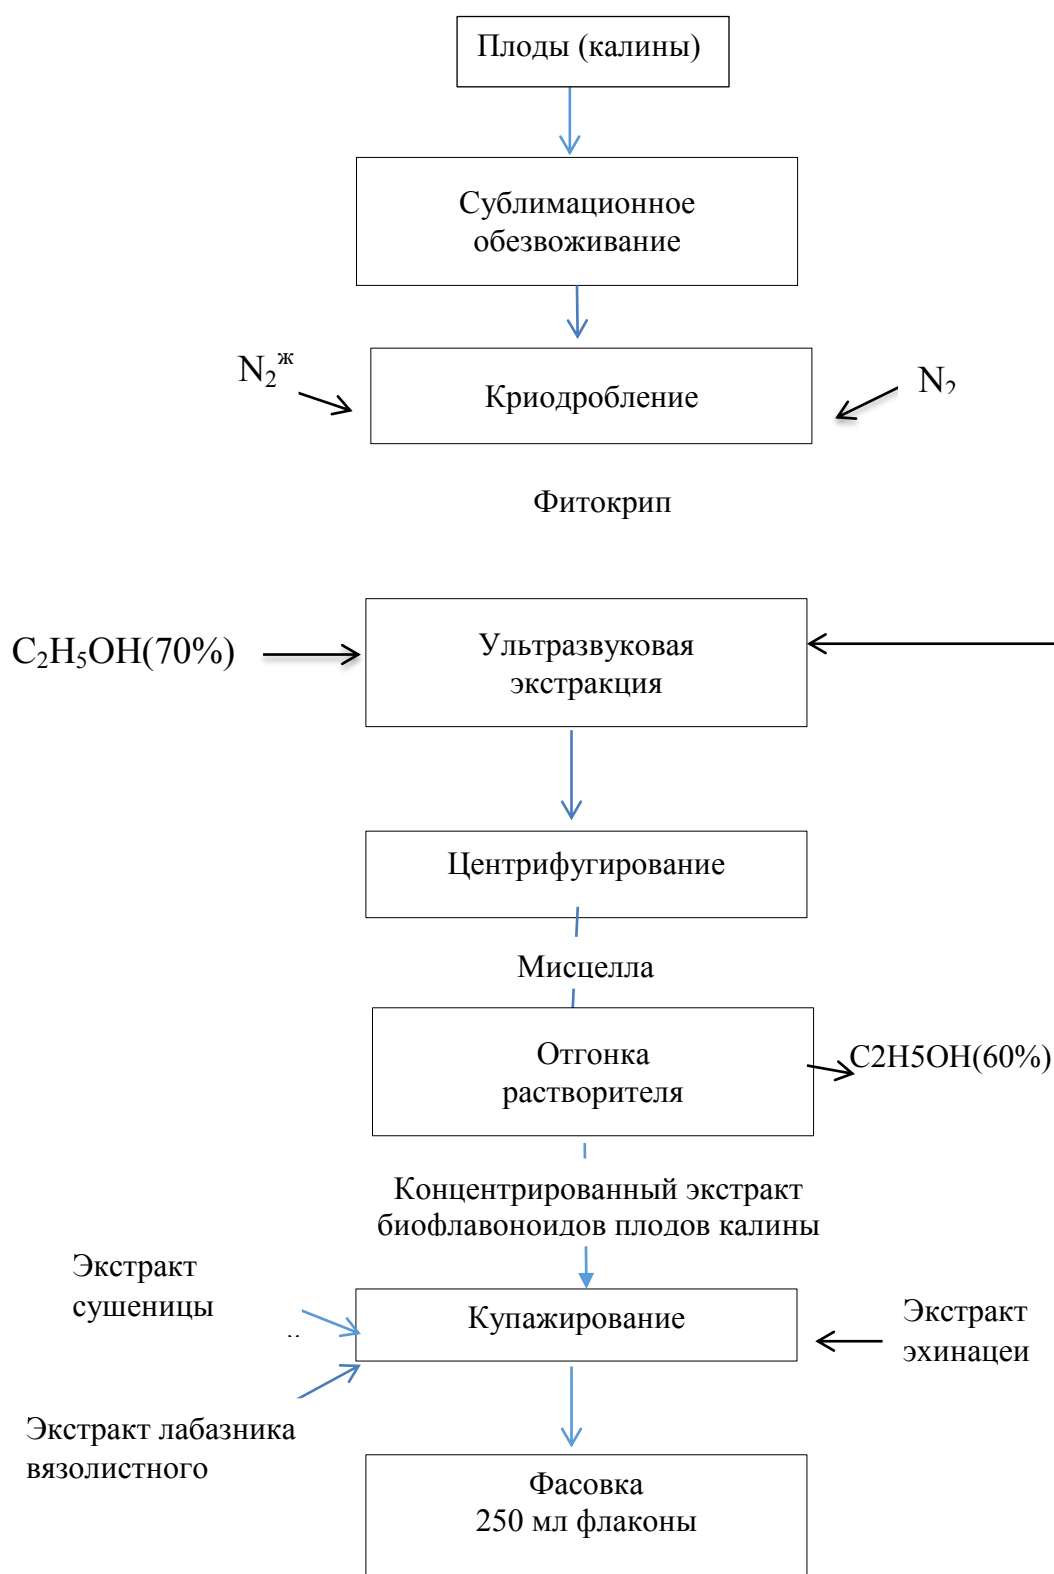 Плоды (калины)
Сублимационное
обезвоживание
N₂ж
N₂
Криодробление
Фитокрип
C₂H₅OH(70%)
Ультразвуковая
экстракция
Центрифугирование
Мисцелла
Отгонка
растворителя
C2H5OH(60%)
Концентрированный экстракт
биофлавоноидов плодов калины
Экстракт
сушеницы
Купажирование
Экстракт
эхинацеи
Экстракт лабазника
вязолистного
Фасовка
250 мл флаконы